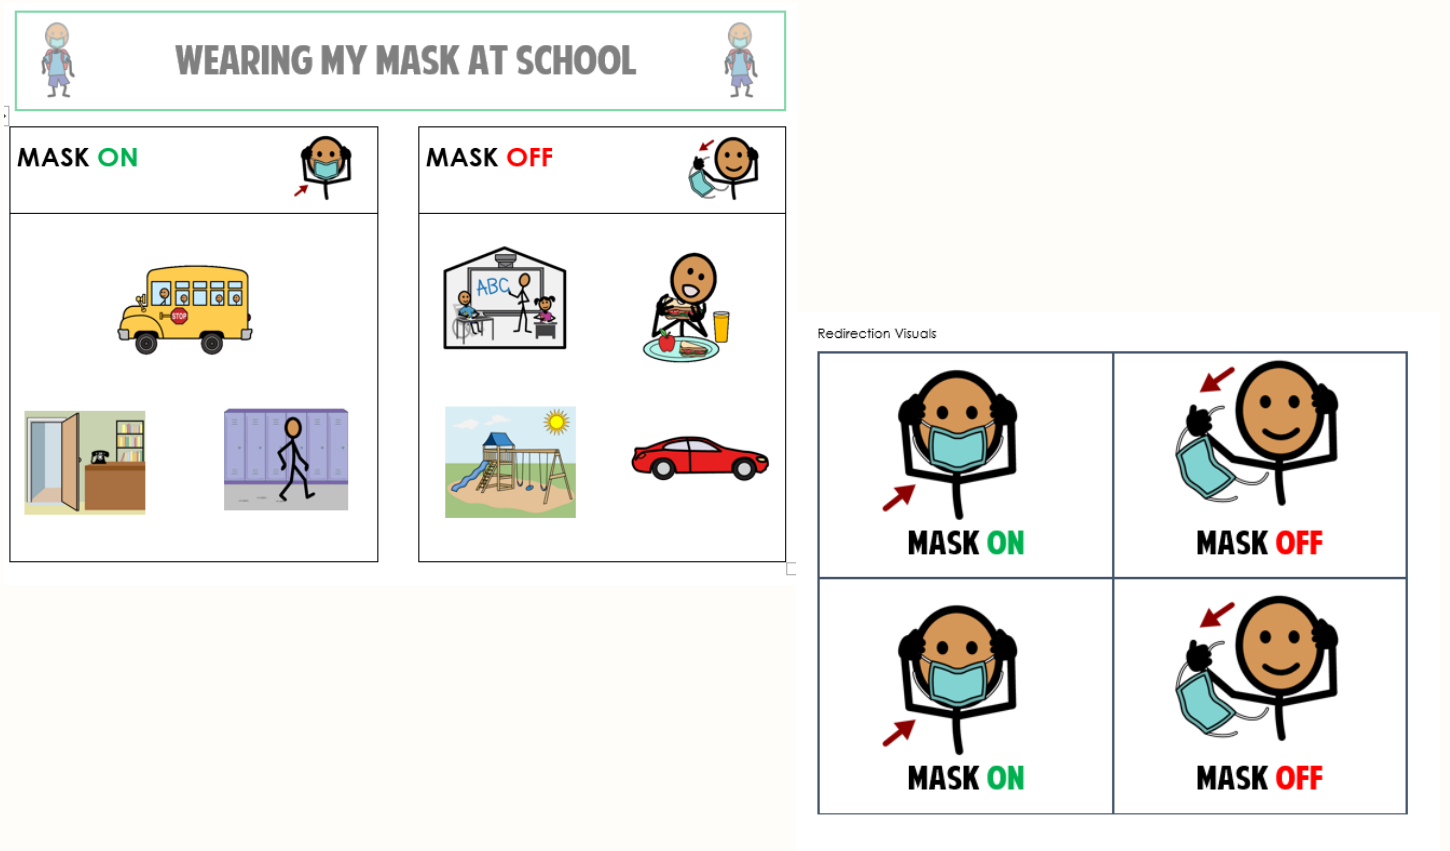 WEARING MY MASK AT SCHOOL
MASK ON
MASK OFF
STOP
ABC
Redirection Visuals
MASK ON
MASK OFF
MASK ON
MASK OFF